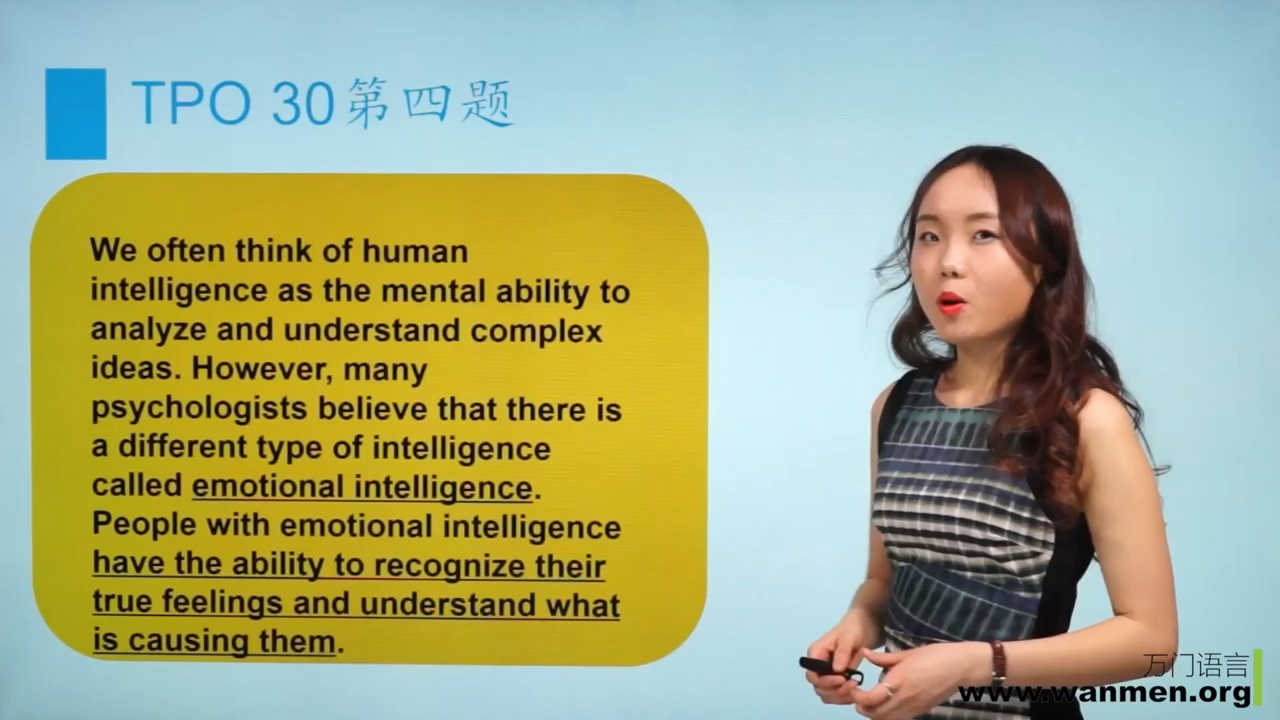 TPO 30第四题
We often think of human
intelligence as the mental ability to
analyze and understand complex
ideas. However, many
psychologists believe that there is
a different type of intelligence
called emotional intelligence.
People with emotional intelligence
have the ability to recognize their
true feelings and understand what
is causing them.
万门语言
www.wanmen.org